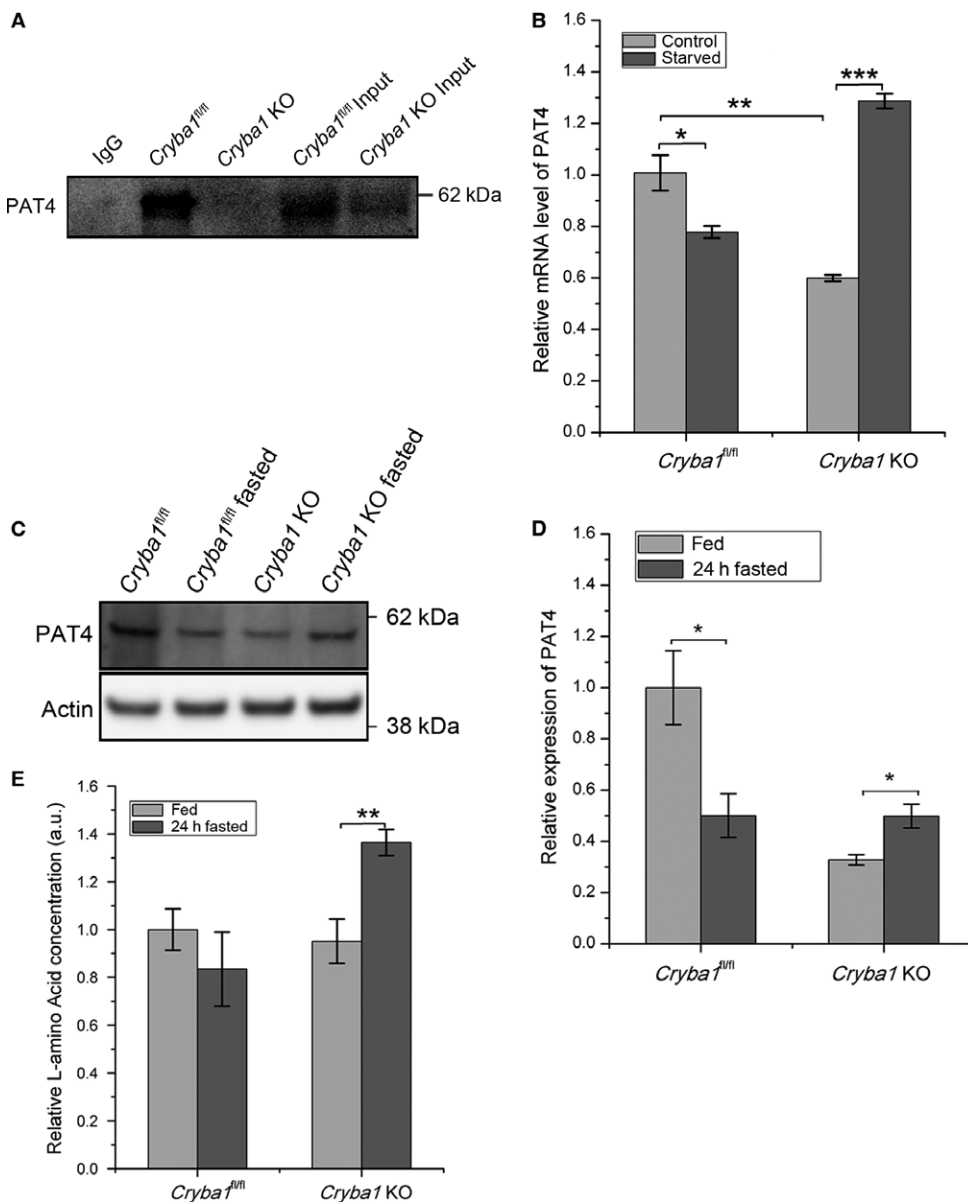 A
IgG
Cryba1fl/fl
Cryba1 KO
Cryba1fl/fl Input
Cryba1 KO Input
PAT4
62 kDa
B
Control
Starved
***
**
*
Relative mRNA level of PAT4
1.4
1.2
1.0
0.8
0.6
0.4
0.2
0.0
Cryba1fl/fl
Cryba1 KO
C
Cryba1fl/fl
Cryba1fl/fl fasted
Cryba1 KO
Cryba1 KO fasted
PAT4
62 kDa
Actin
38 kDa
D
Fed
24 h fasted
*
*
Relative expression of PAT4
1.6
1.4
1.2
1.0
0.8
0.6
0.4
0.2
0.0
Cryba1fl/fl
Cryba1 KO
E
Fed
24 h fasted
**
Relative L-amino Acid concentration (a.u.)
1.6
1.4
1.2
1.0
0.8
0.6
0.4
0.2
0.0
Cryba1fl/fl
Cryba1 KO